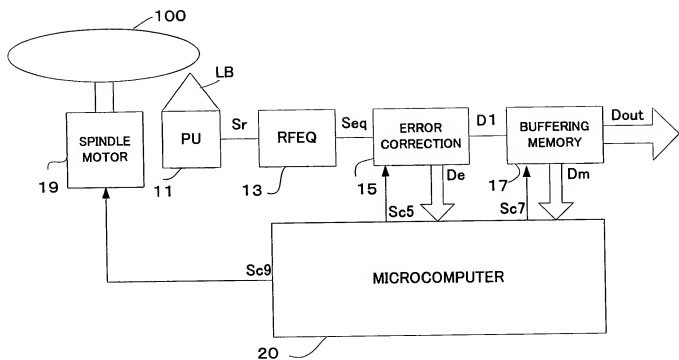 100
LB
SPINDLE
MOTOR
19
PU
11
Sr
RFEQ
13
Seq
ERROR
CORRECTION
15
D1
BUFFERING
MEMORY
17
Dout
De
Dm
Sc5
Sc7
Sc9
MICROCOMPUTER
20